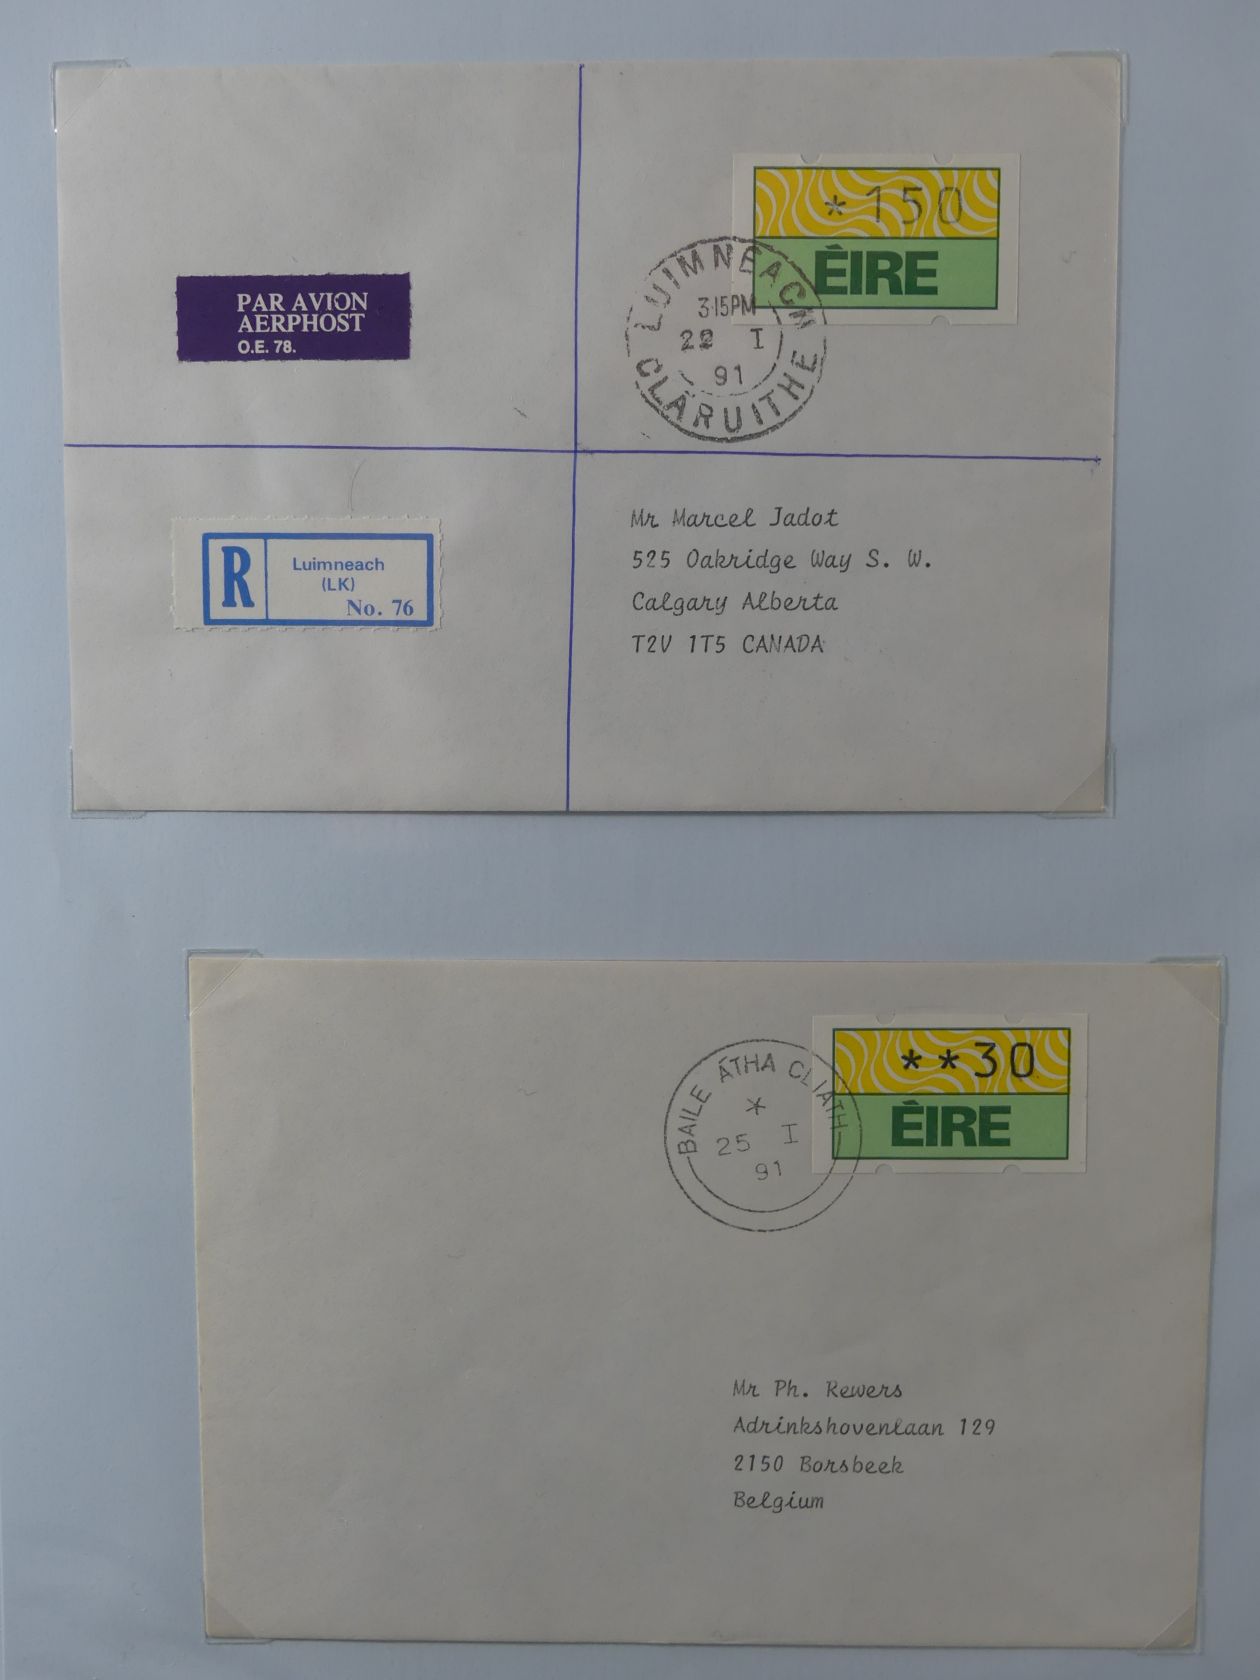 *150
ÉIRE
LUIMNEACH
3·15PM
22 I
91
CLÁRUITHE
PAR AVION
AERPHOST
O.E. 78.
R
Luimneach
(LK)
No. 76
Mr Marcel Jadot
525 Oakridge Way S. W.
Calgary Alberta
T2V 1T5 CANADA
**30
ÉIRE
BAILE ÁTHA CLIATH
*
25 I
91
Mr Ph. Rewers
Adrinkshovenlaan 129
2150 Borsbeek
Belgium